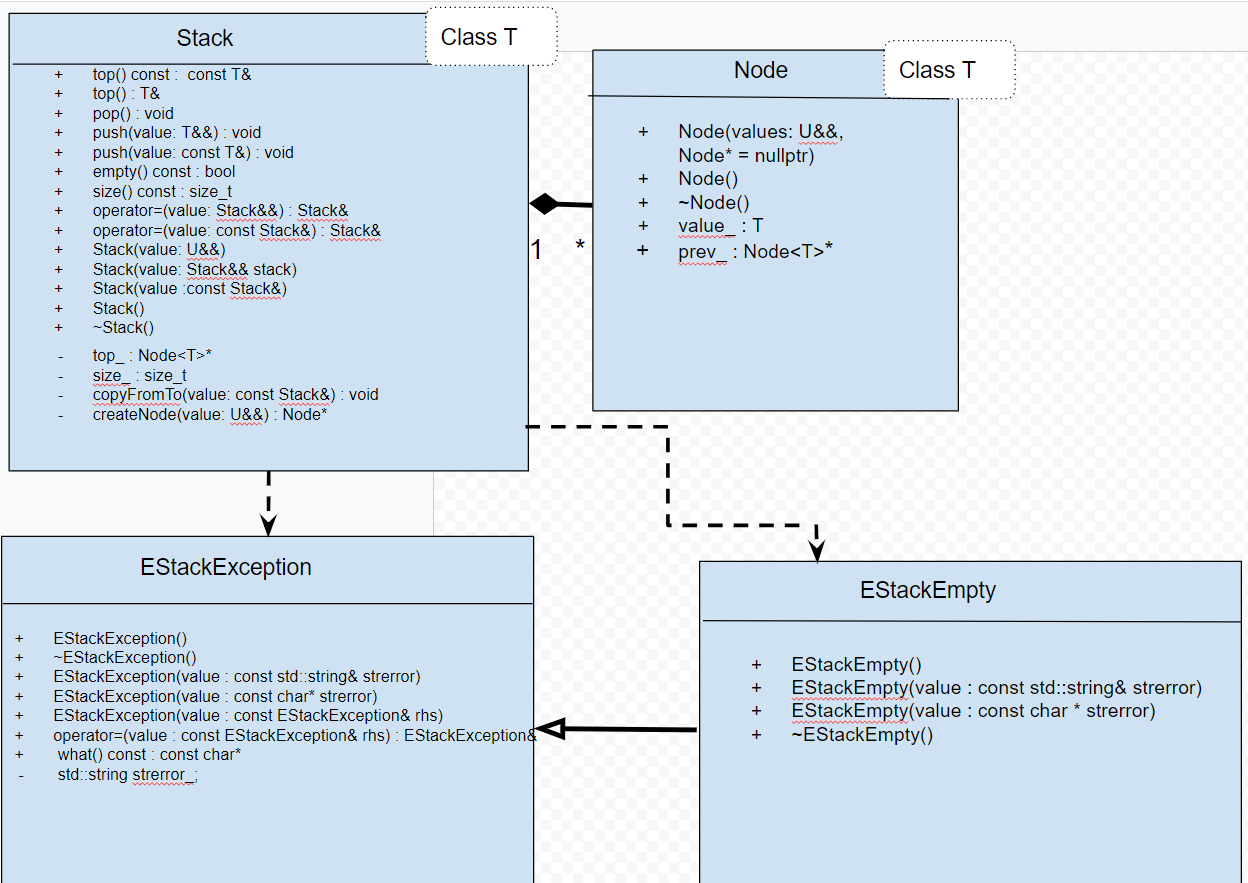 Stack
Class T
+ top() const : const T&
+ top() : T&
+ pop() : void
+ push(value: T&&) : void
+ push(value: const T&) : void
+ empty() const : bool
+ size() const : size_t
+ operator=(value: Stack&&) : Stack&
+ operator=(value: const Stack&) : Stack&
+ Stack(value: U&&)
+ Stack(value: Stack&& stack)
+ Stack(value :const Stack&)
+ Stack()
+ ~Stack()
- top_ : Node<T>*
- size_ : size_t
- copyFromTo(value: const Stack&) : void
- createNode(value: U&&) : Node*
1 *
Node
Class T
+ Node(values: U&&,
Node* = nullptr)
+ Node()
+ ~Node()
+ value_ : T
+ prev_ : Node<T>*
EStackException
+ EStackException()
+ ~EStackException()
+ EStackException(value : const std::string& strerror)
+ EStackException(value : const char* strerror)
+ EStackException(value : const EStackException& rhs)
+ operator=(value : const EStackException& rhs) : EStackException&
+ what() const : const char*
- std::string strerror_;
EStackEmpty
+ EStackEmpty()
+ EStackEmpty(value : const std::string& strerror)
+ EStackEmpty(value : const char * strerror)
+ ~EStackEmpty()